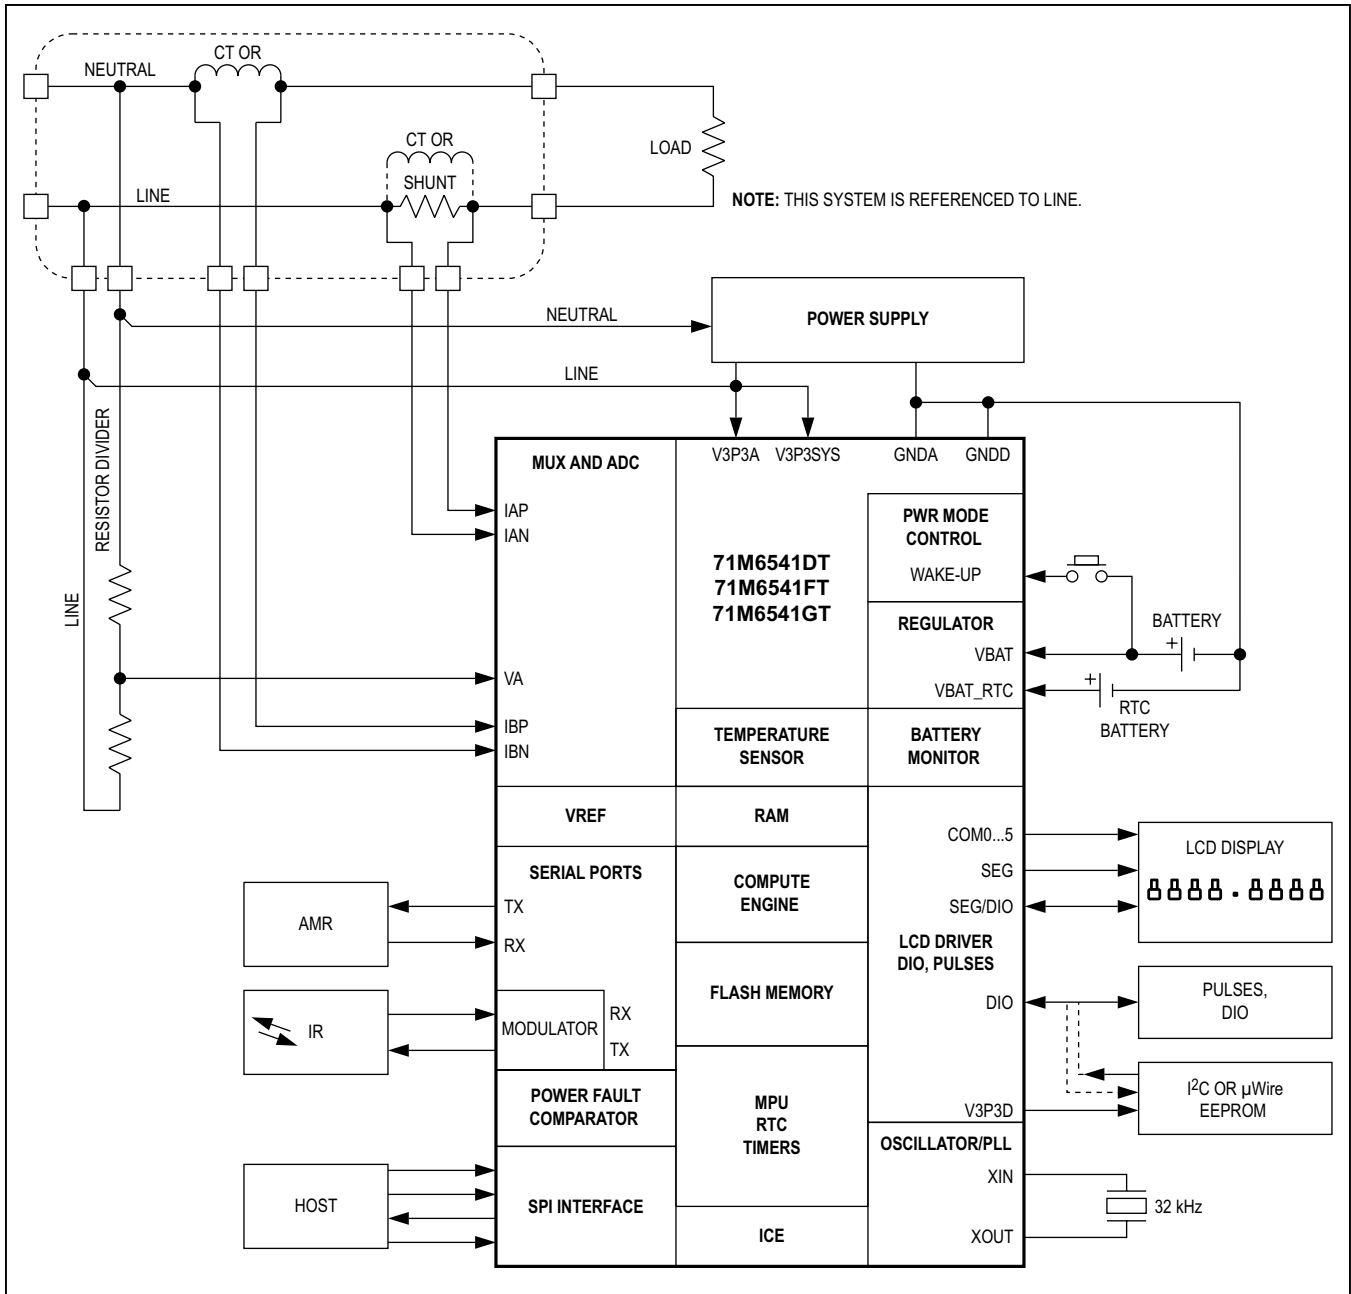 CT OR
NEUTRAL
CT OR
LOAD
SHUNT
LINE
NOTE: THIS SYSTEM IS REFERENCED TO LINE.
NEUTRAL
POWER SUPPLY
LINE
RESISTOR DIVIDER
LINE
MUX AND ADC
V3P3A
V3P3SYS
GNDA
GNDD
IAP
IAN
VA
IBP
IBN
71M6541DT
71M6541FT
71M6541GT
PWR MODE
CONTROL
WAKE-UP
REGULATOR
VBAT
VBAT_RTC
BATTERY
+
+
RTC
BATTERY
TEMPERATURE
SENSOR
BATTERY
MONITOR
VREF
RAM
SERIAL PORTS
TX
RX
AMR
COMPUTE
ENGINE
COM0...5
SEG
SEG/DIO
LCD DRIVER
DIO, PULSES
LCD DISPLAY
FLASH MEMORY
DIO
PULSES,
DIO
IR
MODULATOR
RX
TX
POWER FAULT
COMPARATOR
MPU
RTC
TIMERS
V3P3D
I2C OR µWire
EEPROM
OSCILLATOR/PLL
XIN
XOUT
32 kHz
HOST
SPI INTERFACE
ICE